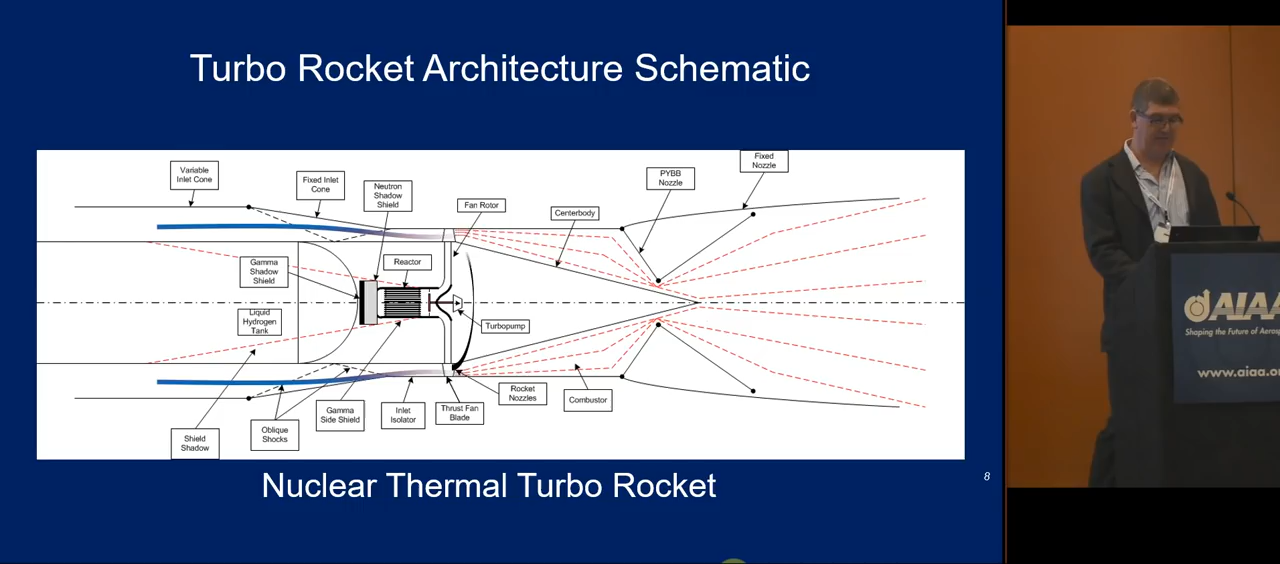 Turbo Rocket Architecture Schematic
Variable
Inlet Cone
Fixed Inlet
Cone
Neutron
Shadow
Shield
Fan Rotor
Centerbody
PYBB
Nozzle
Fixed
Nozzle
Gamma
Shadow
Shield
Reactor
Liquid
Hydrogen
Tank
Turbopump
Shield
Shadow
Oblique
Shocks
Gamma
Side Shield
Inlet
Isolator
Thrust Fan
Blade
Rocket
Nozzles
Combustor
Nuclear Thermal Turbo Rocket
8
AIAA
Shaping the Future of Aeros
www.aiaa.or